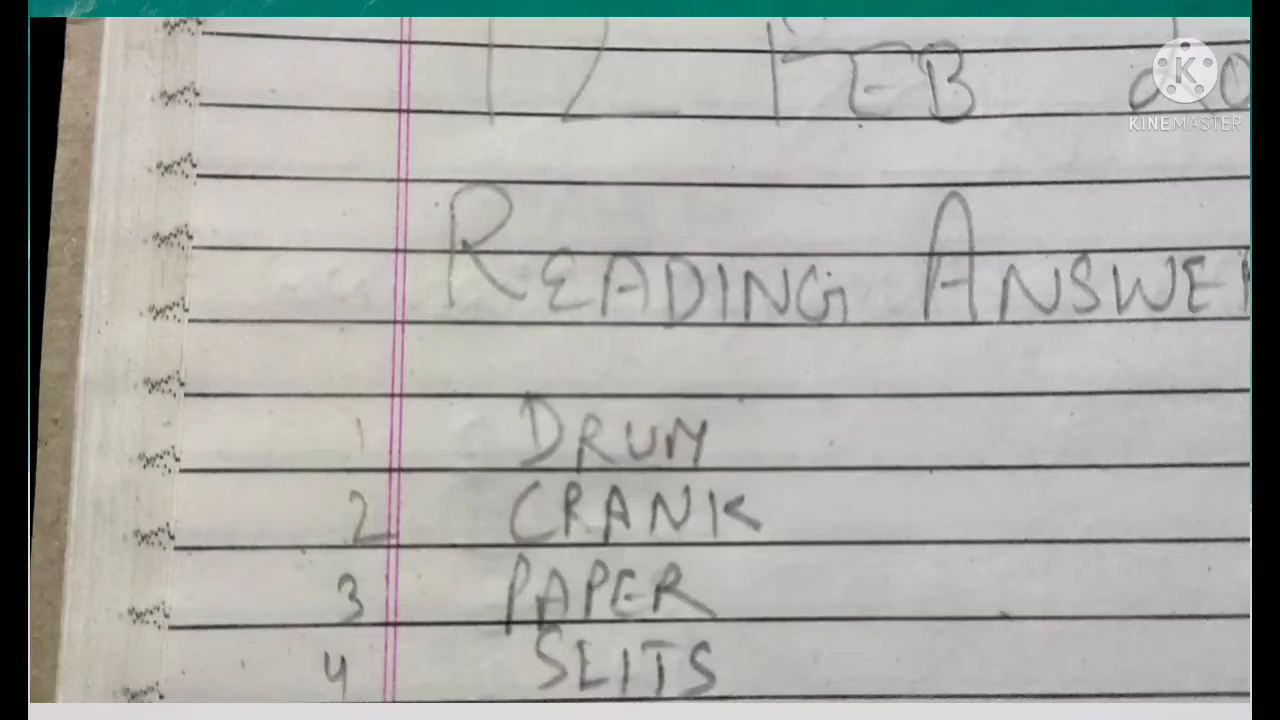 12 FEB
KINEMASTER
READING ANSWE
1 DRUM
2 CRANK
3 PAPER
4 SLITS